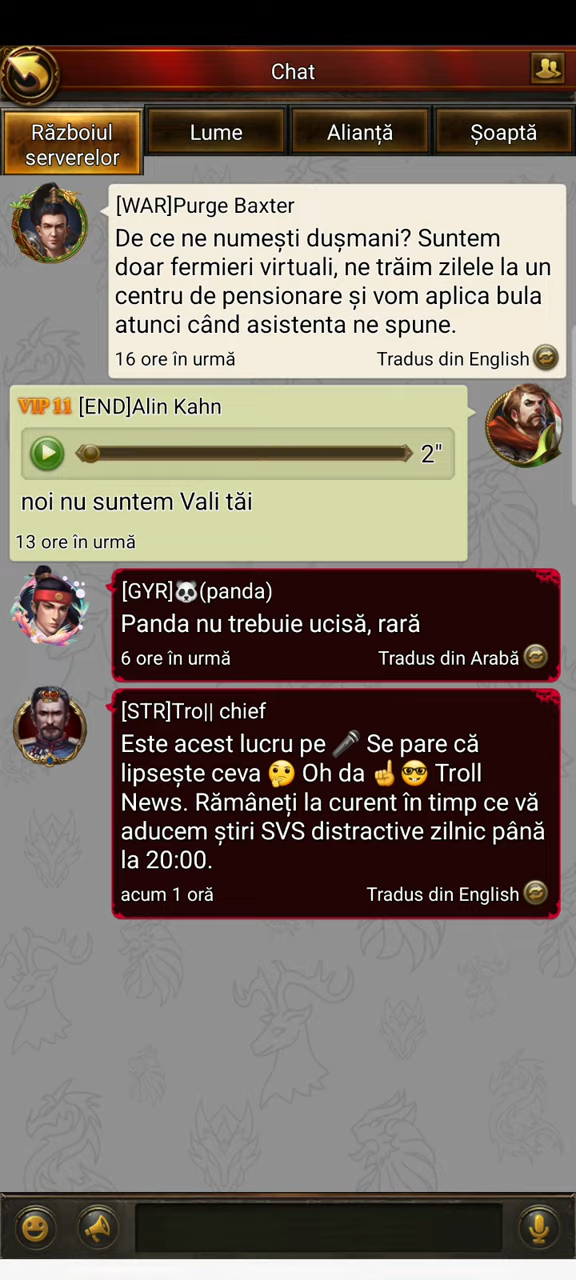 Chat
Războiul
serverelor
Lume
Alianță
Șoaptă
[WAR]Purge Baxter
De ce ne numești dușmani? Suntem
doar fermieri virtuali, ne trăim zilele la un
centru de pensionare și vom aplica bula
atunci când asistenta ne spune.
16 ore în urmă
Tradus din English
VIP 11 [END]Alin Kahn
2"
noi nu suntem Vali tăi
13 ore în urmă
[GYR]🐼(panda)
Panda nu trebuie ucisă, rară
6 ore în urmă
Tradus din Arabă
[STR]Tro|| chief
Este acest lucru pe 🎤 Se pare că
lipsește ceva 🤔 Oh da ☝️🤓 Troll
News. Rămâneți la curent în timp ce vă
aducem știri SVS distractive zilnic până
la 20:00.
acum 1 oră
Tradus din English